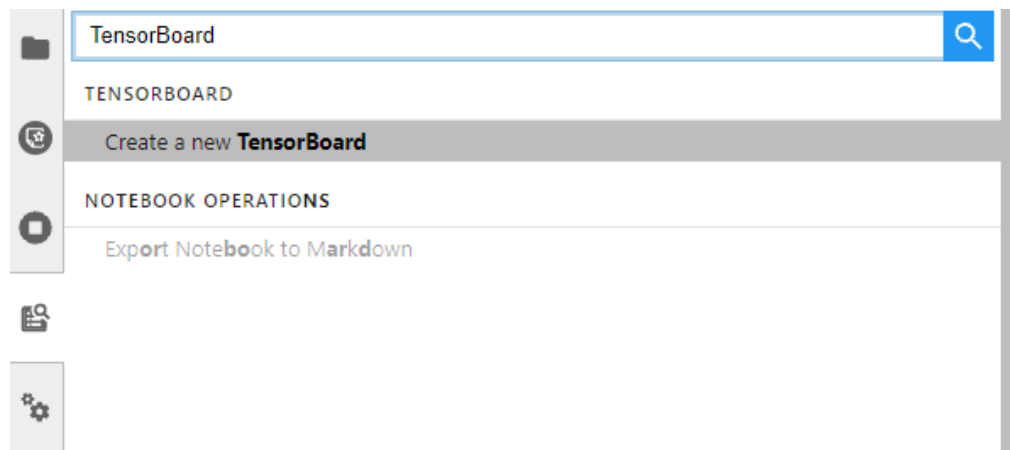 TensorBoard
TENSORBOARD
Create a new TensorBoard
NOTEBOOK OPERATIONS
Export Notebook to Markdown